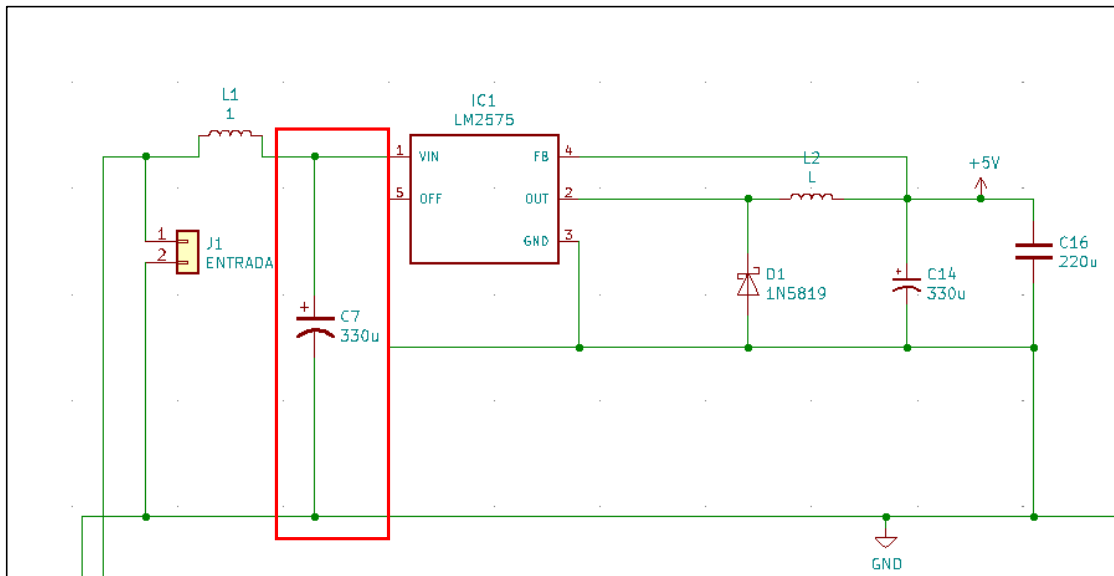 L1
1
IC1
LM2575
1
VIN
FB
4
5
OFF
OUT
2
GND
3
L2
L
+5V
1
2
J1
ENTRADA
C7
330u
+
D1
1N5819
+
C14
330u
C16
220u
GND